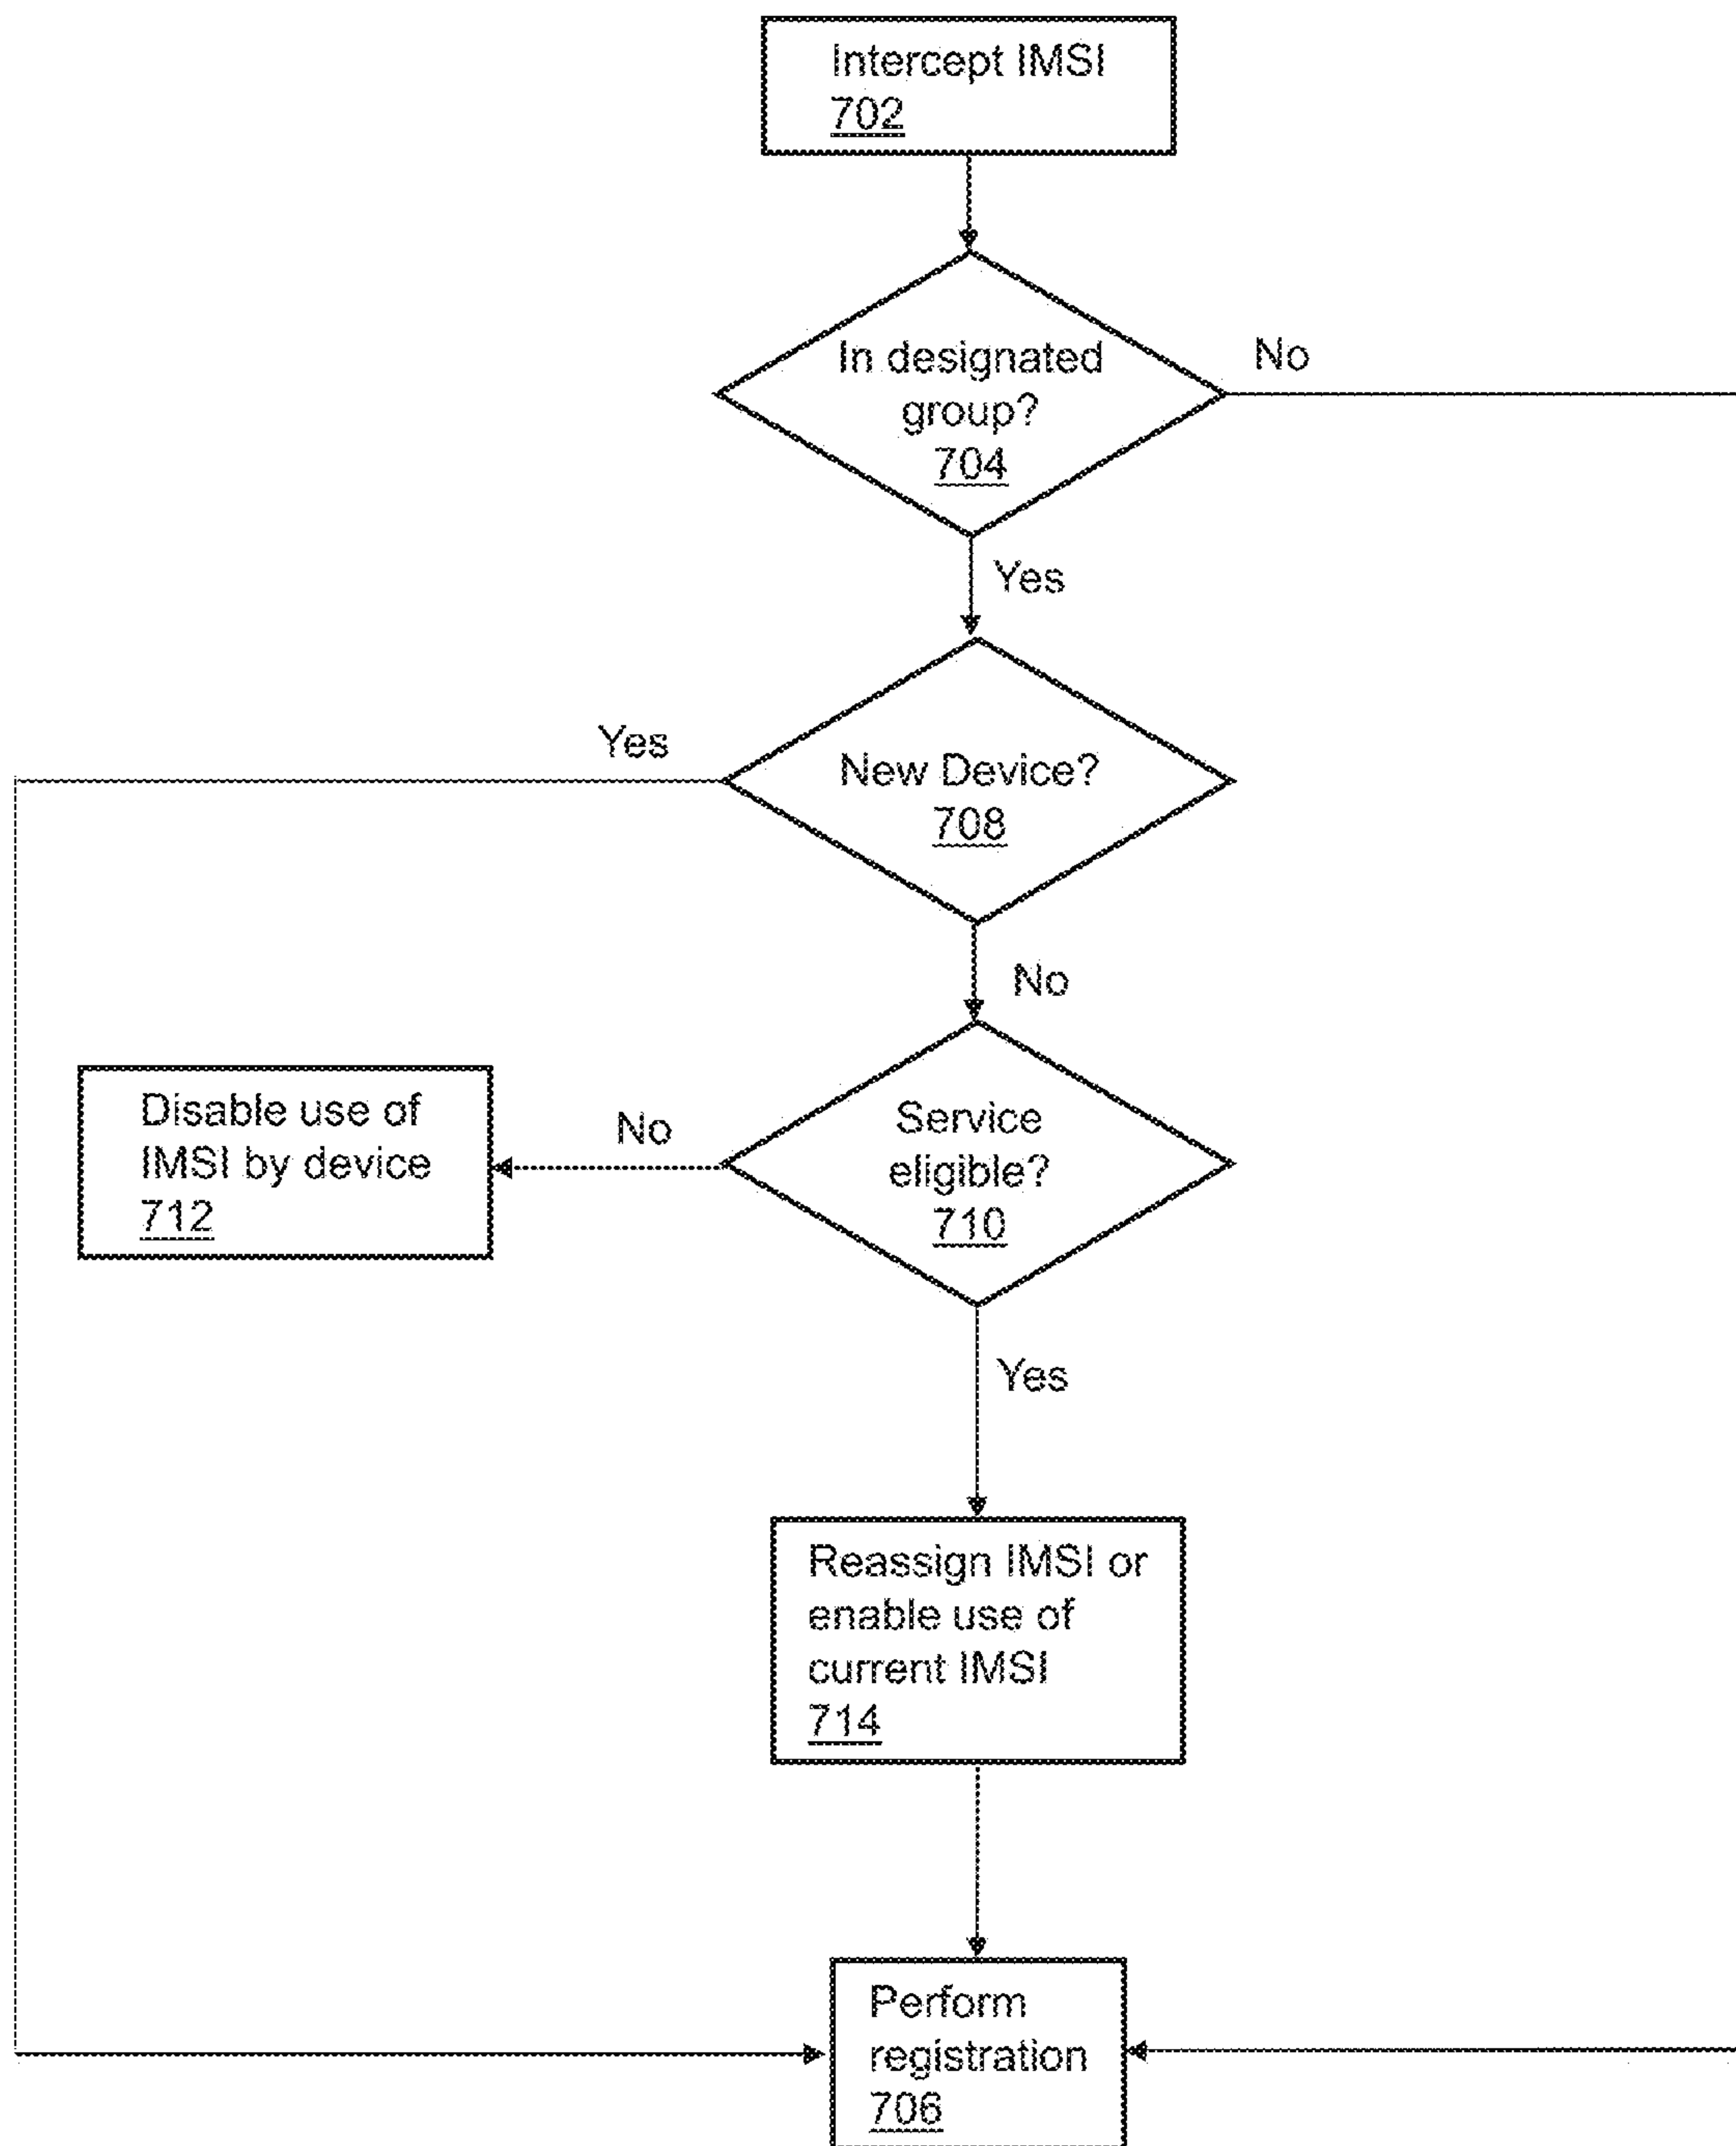 Intercept IMSI
702
In designated
group?
704
No
Yes
Yes
New Device?
708
No
Disable use of
IMSI by device
712
No
Service
eligible?
710
Yes
Reassign IMSI or
enable use of
current IMSI
714
Perform
registration
706